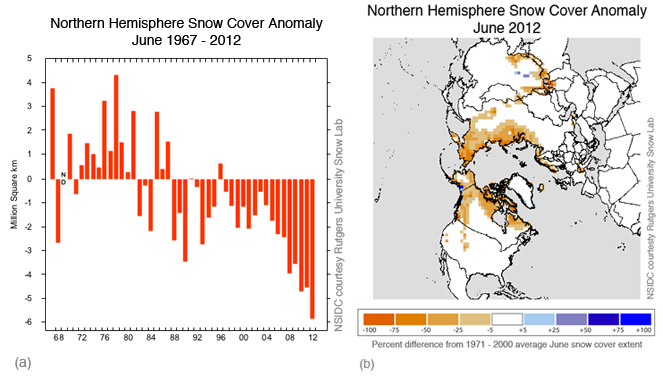 Northern Hemisphere Snow Cover Anomaly
June 1967 - 2012
5
4
3
2
1
0
-1
-2
-3
-4
-5
-6
Million Square km
N
D
68 72 76 80 84 88 92 96 00 04 08 12
NSIDC courtesy Rutgers University Snow Lab
(a)
Northern Hemisphere Snow Cover Anomaly
June 2012
NSIDC courtesy Rutgers University Snow Lab
-100 -75 -50 -25 -5 +5 +25 +50 +75 +100
Percent difference from 1971 - 2000 average June snow cover extent
(b)